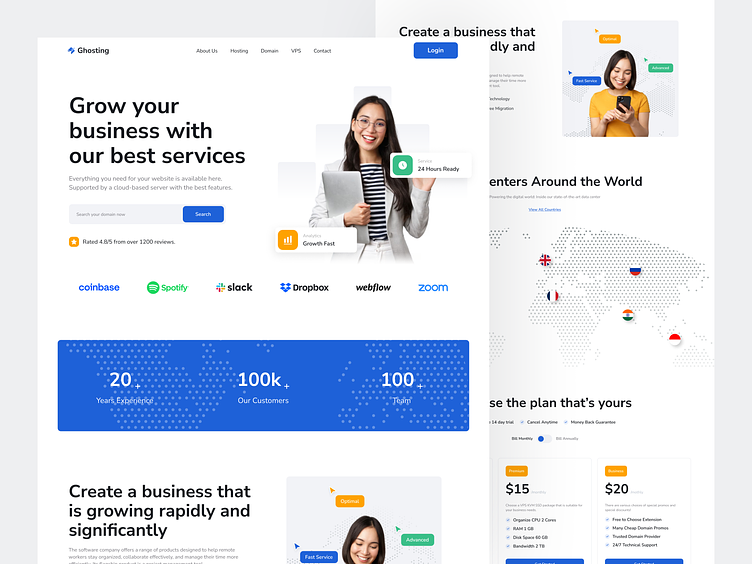 Ghosting
About Us
Hosting
Domain
VPS
Contact
Login
Grow your
business with
our best services
Everything you need for your website is available here.
Supported by a cloud-based server with the best features.
Search your domain now
Search
Rated 4.8/5 from over 1200 reviews.
Service
24 Hours Ready
Analytics
Growth Fast
coinbase
Spotify
slack
Dropbox
webflow
zoom
20 +
Years Experience
100k +
Our Customers
100 +
Team
Create a business that
is growing rapidly and
significantly
The software company offers a range of products designed to help remote
workers stay organized, collaborate effectively, and manage their time more
Optimal
Advanced
Fast Service
Create a business that
dly and
Optimal
Advanced
Fast Service
enters Around the World
View All Countries
se the plan that's yours
14 day trial
Cancel Anytime
Money Back Guarantee
Bill Monthly
Bill Annually
Premium
$15
Organize CPU 2 Cores
RAM 1 GB
Disk Space 60 GB
Bandwidth 2 TB
Business
$20
Free to Choose Extension
Many Cheap Domain Promos
Trusted Domain Provider
24/7 Technical Support